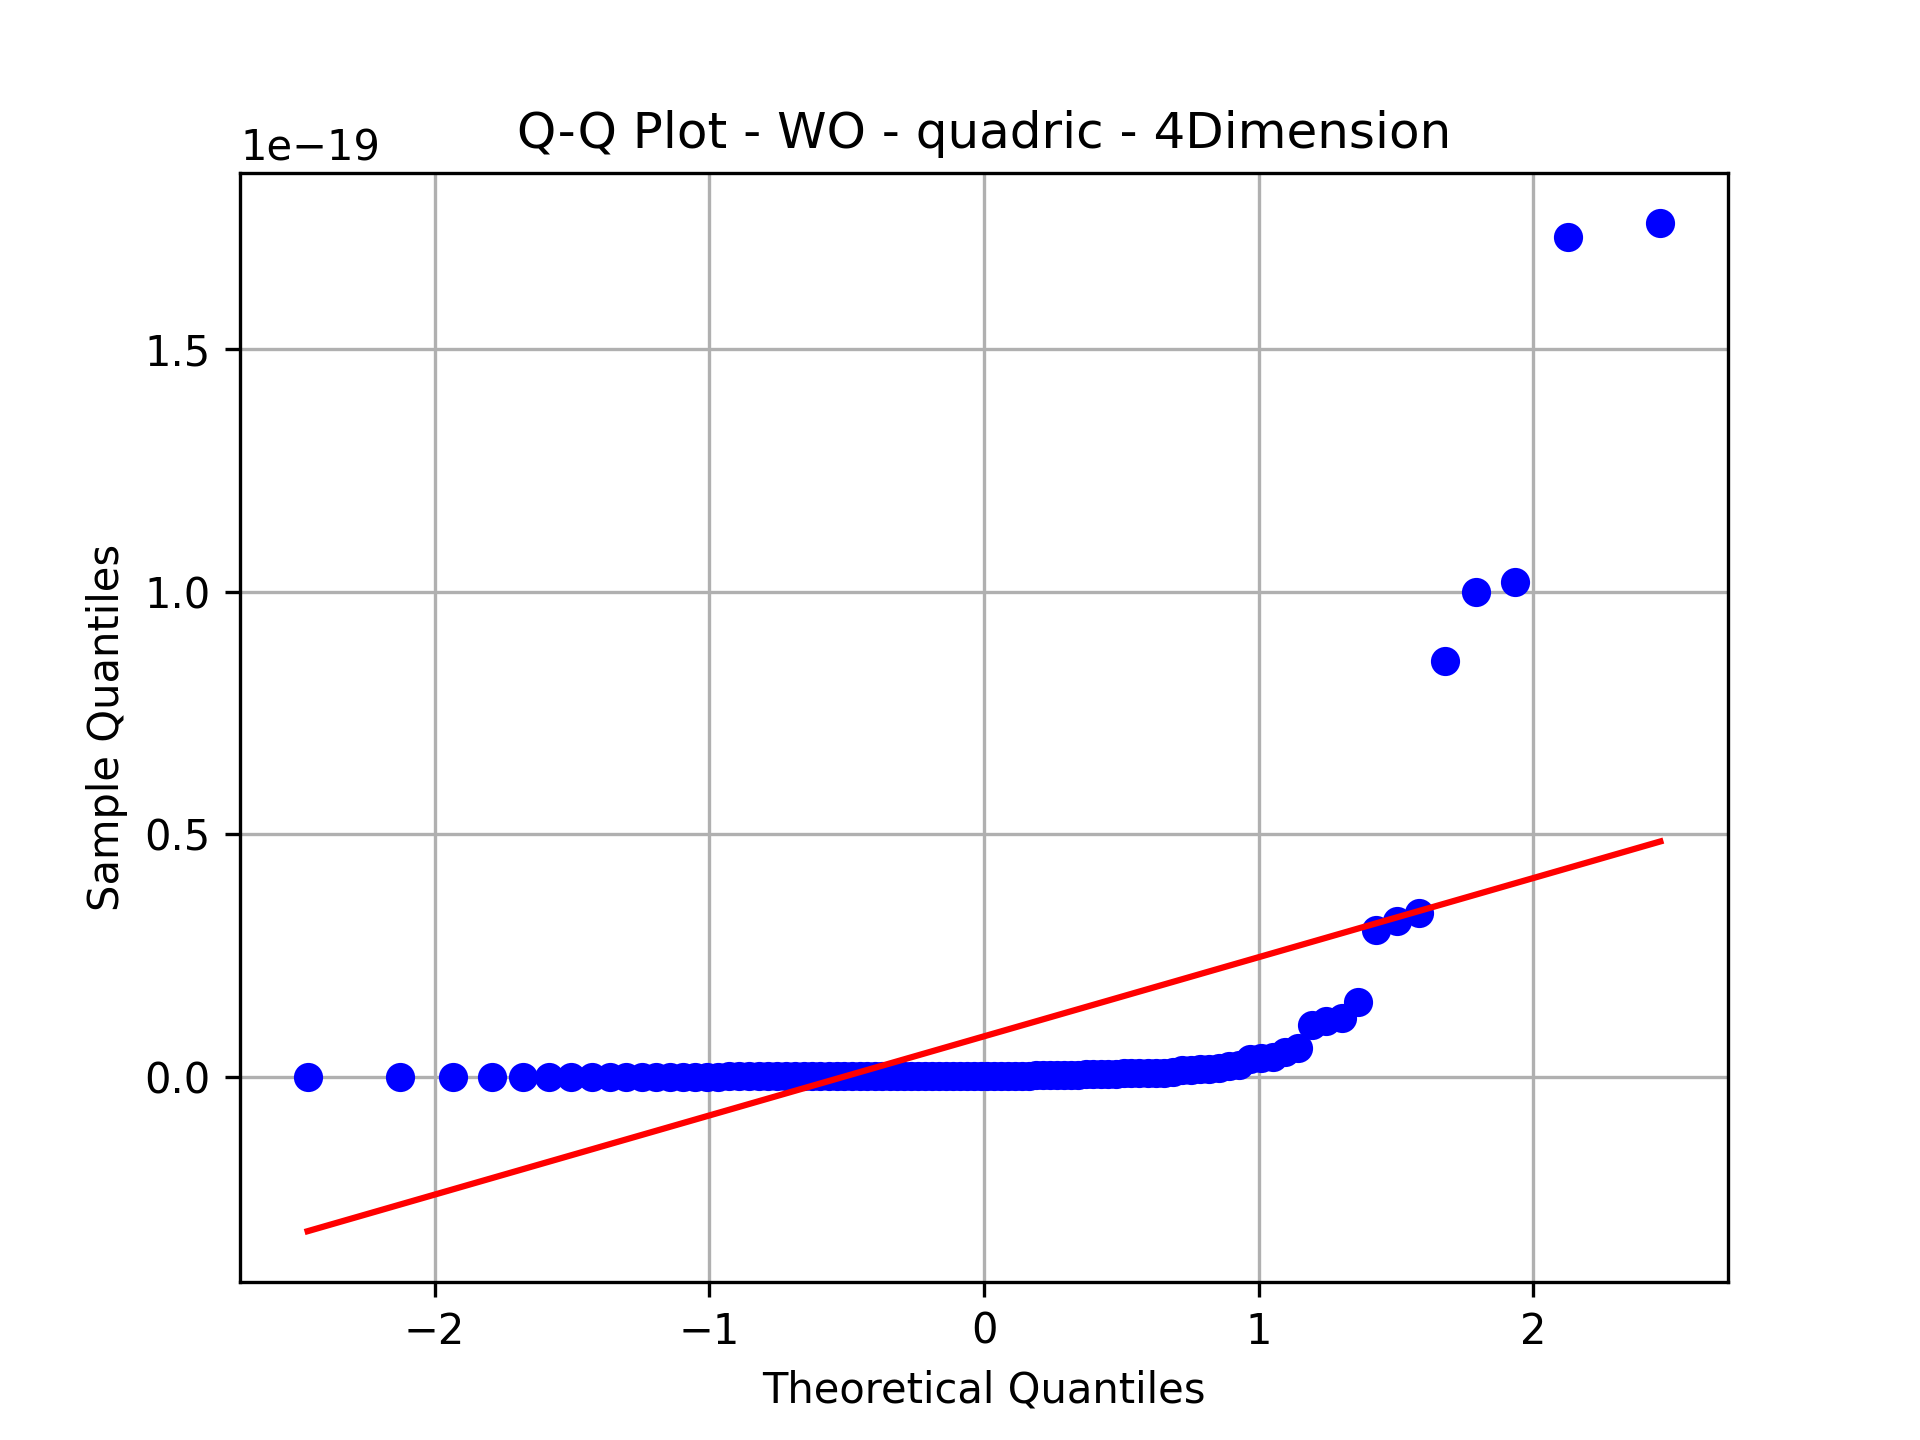 Q-Q Plot - WO - quadric - 4Dimension
1e−19
1.5
1.0
0.5
0.0
Sample Quantiles
−2 −1 0 1 2
Theoretical Quantiles